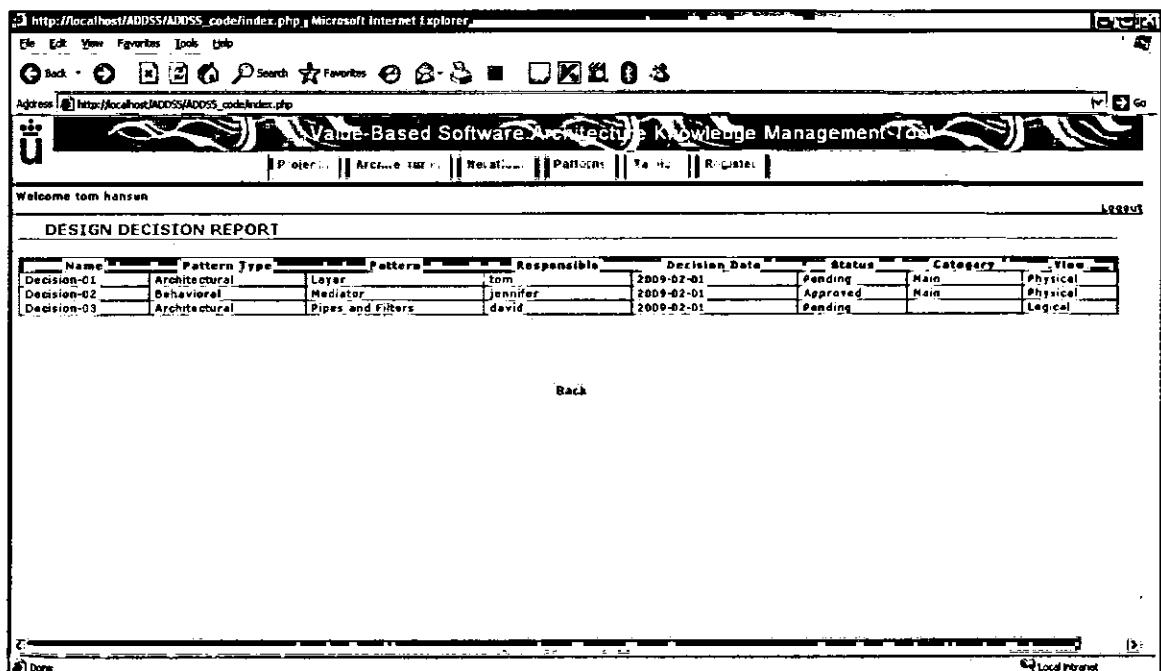 http://localhost/ADDSS/ADDSS_code/index.php - Microsoft Internet Explorer
File Edit View Favorites Tools Help
Back Search Favorites
Address http://localhost/ADDSS/ADDSS_code/index.php Go
Value-Based Software Architecture Knowledge Management Tool
Patterns
Welcome tom hansen
Logout
DESIGN DECISION REPORT
Name Pattern Type Pattern Responsible Decision Date Status Category View
Decision-01 Architectural Layer tom 2009-02-01 Pending Main Physical
Decision-02 Behavioral Mediator jennifer 2009-02-01 Approved Main Physical
Decision-03 Architectural Pipes and Filters david 2009-02-01 Pending Logical
Back
Done Local intranet